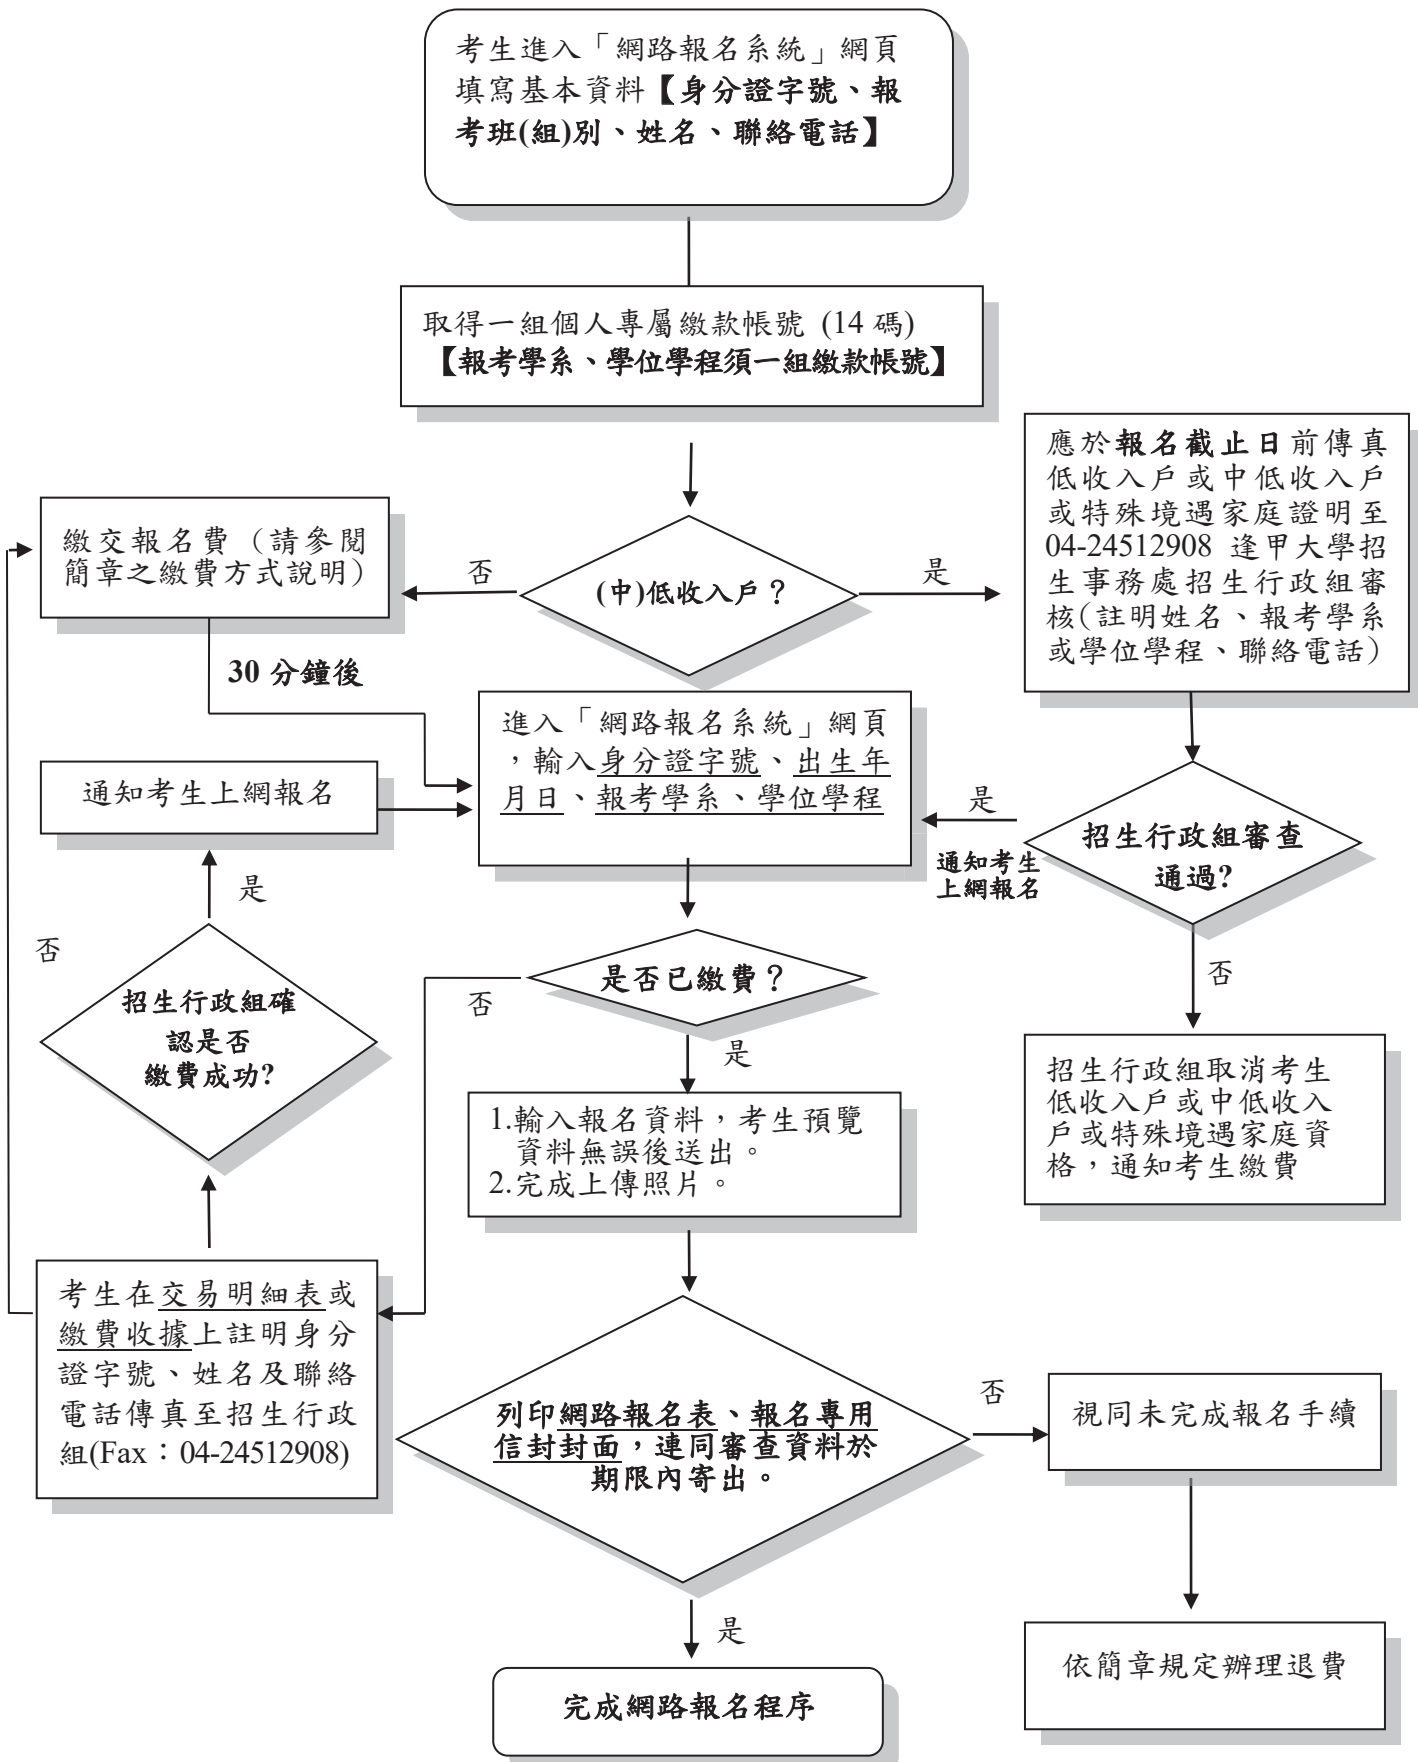 考生進入「網路報名系統」網頁
填寫基本資料【身分證字號、報
考班(組)別、姓名、聯絡電話】
取得一組個人專屬繳款帳號 (14 碼)
【報考學系、學位學程須一組繳款帳號】
應於報名截止日前傳真
低收入戶或中低收入戶
或特殊境遇家庭證明至
04-24512908 逢甲大學招
生事務處招生行政組審
核(註明姓名、報考學系
或學位學程、聯絡電話)
繳交報名費（請參閱
簡章之繳費方式說明）
否
(中)低收入戶？
是
30 分鐘後
進入「網路報名系統」網頁
，輸入身分證字號、出生年
月日、報考學系、學位學程
通知考生上網報名
是
招生行政組審查
通過?
通知考生
上網報名
是
否
招生行政組確
認是否
繳費成功?
是否已繳費？
否
否
是
招生行政組取消考生
低收入戶或中低收入
戶或特殊境遇家庭資
格，通知考生繳費
1.輸入報名資料，考生預覽
資料無誤後送出。
2.完成上傳照片。
考生在交易明細表或
繳費收據上註明身分
證字號、姓名及聯絡
電話傳真至招生行政
組(Fax：04-24512908)
列印網路報名表、報名專用
信封封面，連同審查資料於
期限內寄出。
否
視同未完成報名手續
是
依簡章規定辦理退費
完成網路報名程序